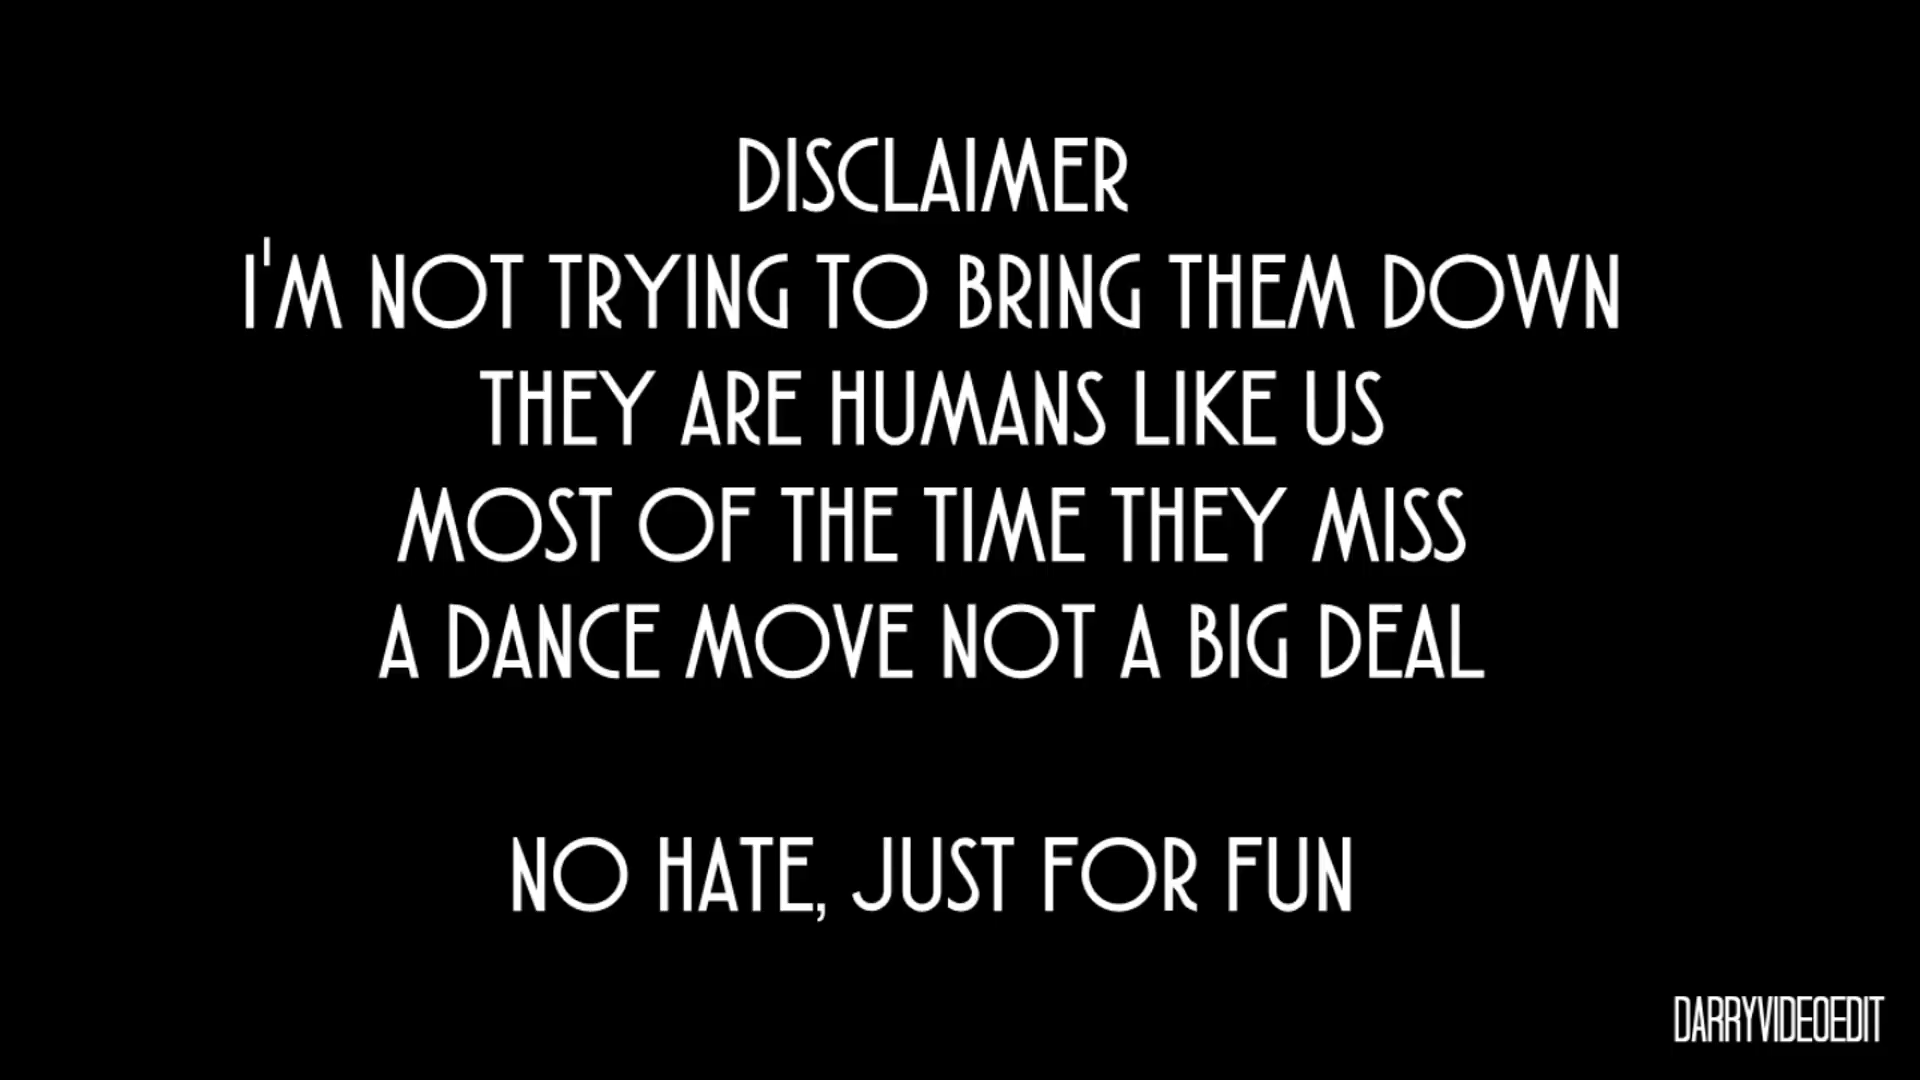 DISCLAIMER
I'M NOT TRYING TO BRING THEM DOWN
THEY ARE HUMANS LIKE US
MOST OF THE TIME THEY MISS
A DANCE MOVE NOT A BIG DEAL
NO HATE, JUST FOR FUN
DARRYVIDEOEDIT